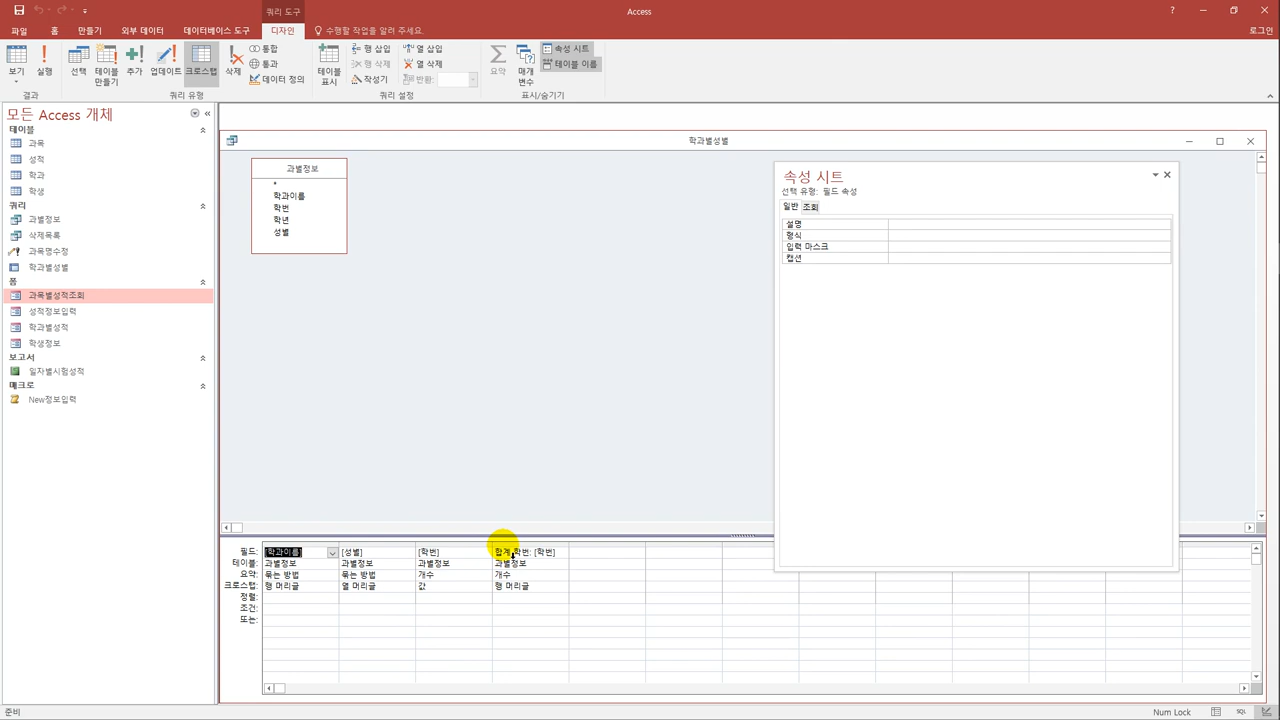 쿼리 도구
Access
?
파일 홈 만들기 외부 데이터 데이터베이스 도구 디자인 수행할 작업을 알려 주세요. 로그인
보기
실행
선택
테이블 만들기
추가
업데이트
크로스탭
삭제
통합
통과
데이터 정의
테이블 표시
행 삽입
행 삭제
작성기
열 삽입
열 삭제
반환:
요약
매개 변수
속성 시트
테이블 이름
결과
쿼리 유형
쿼리 설정
표시/숨기기
모든 Access 개체
테이블
과목
성적
학과
학생
쿼리
과별정보
삭제목록
과목명수정
학과별성별
폼
과목별성적조회
성적정보입력
학과별성적
학생정보
보고서
일자별시험성적
매크로
New정보입력
학과별성별
과별정보
*
학과이름
학번
학년
성별
속성 시트
선택 유형: 필드 속성
일반 조회
설명
형식
입력 마스크
캡션
필드: [학과이름] [성별] [학번] 합계 학번: [학번]
테이블: 과별정보 과별정보 과별정보 과별정보
요약: 묶는 방법 묶는 방법 개수 개수
크로스탭: 행 머리글 열 머리글 값 행 머리글
정렬:
조건:
또는:
준비
Num Lock
SQL